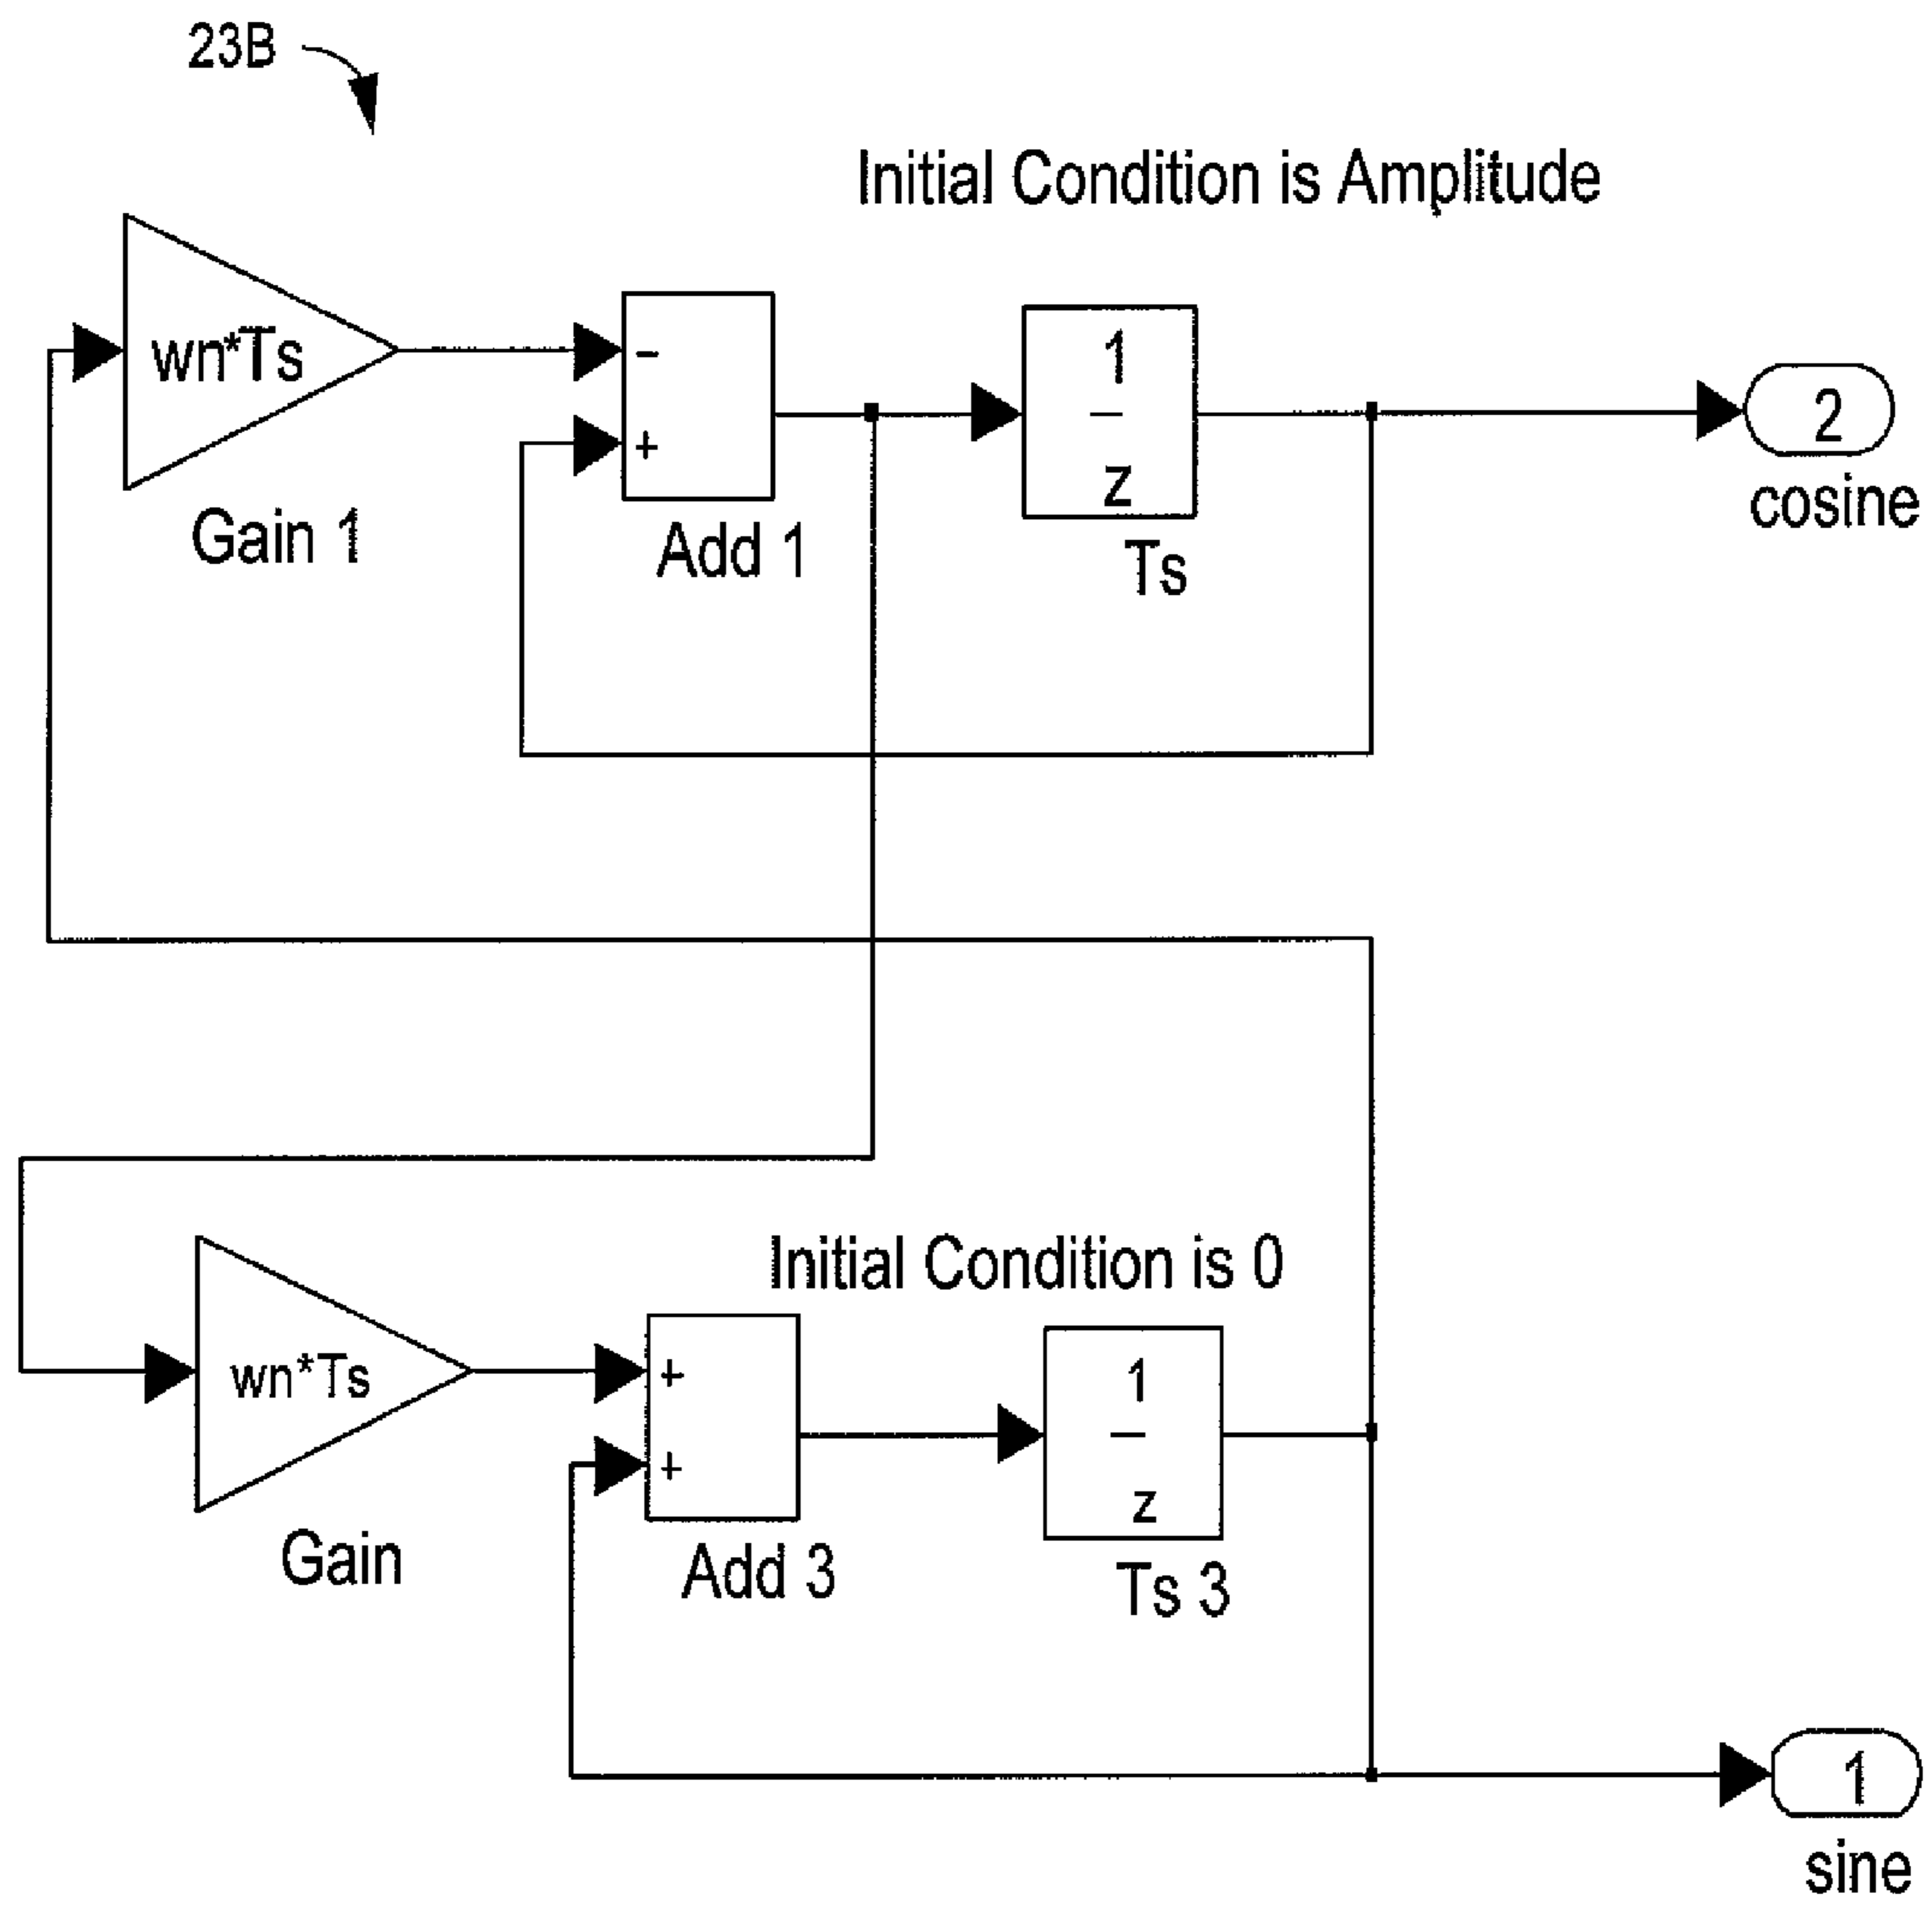 23B
Initial Condition is Amplitude
wn*Ts
−
+
1
z
2
cosine
Gain 1
Add 1
Ts
Initial Condition is 0
wn*Ts
+
+
1
z
Gain
Add 3
Ts 3
1
sine